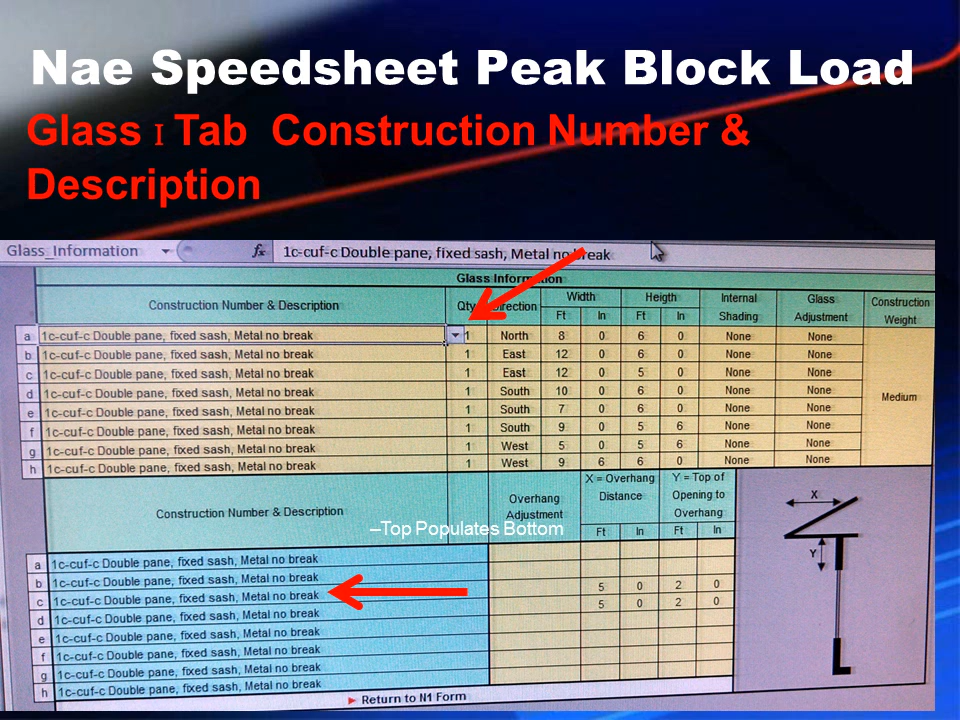 Nae Speedsheet Peak Block Load
Glass I Tab Construction Number &
Description
Glass_Information fx 1c-cuf-c Double pane, fixed sash, Metal no break
Glass Information
Construction Number & Description Qty Direction Width Heigth Internal Shading Glass Adjustment Construction Weight
Ft In Ft In
a 1c-cuf-c Double pane, fixed sash, Metal no break 1 North 8 0 6 0 None None
b 1c-cuf-c Double pane, fixed sash, Metal no break 1 East 12 0 6 0 None None
c 1c-cuf-c Double pane, fixed sash, Metal no break 1 East 12 0 5 0 None None
d 1c-cuf-c Double pane, fixed sash, Metal no break 1 South 10 0 6 0 None None Medium
e 1c-cuf-c Double pane, fixed sash, Metal no break 1 South 7 0 6 0 None None
f 1c-cuf-c Double pane, fixed sash, Metal no break 1 South 9 0 5 6 None None
g 1c-cuf-c Double pane, fixed sash, Metal no break 1 West 5 0 5 6 None None
h 1c-cuf-c Double pane, fixed sash, Metal no break 1 West 9 6 6 0 None None
Construction Number & Description Overhang Adjustment X = Overhang Distance Y = Top of Opening to Overhang
Ft In Ft In
X
Y
–Top Populates Bottom
a 1c-cuf-c Double pane, fixed sash, Metal no break
b 1c-cuf-c Double pane, fixed sash, Metal no break
c 1c-cuf-c Double pane, fixed sash, Metal no break 5 0 2 0
d 1c-cuf-c Double pane, fixed sash, Metal no break 5 0 2 0
e 1c-cuf-c Double pane, fixed sash, Metal no break
f 1c-cuf-c Double pane, fixed sash, Metal no break
g 1c-cuf-c Double pane, fixed sash, Metal no break
h 1c-cuf-c Double pane, fixed sash, Metal no break
Return to N1 Form